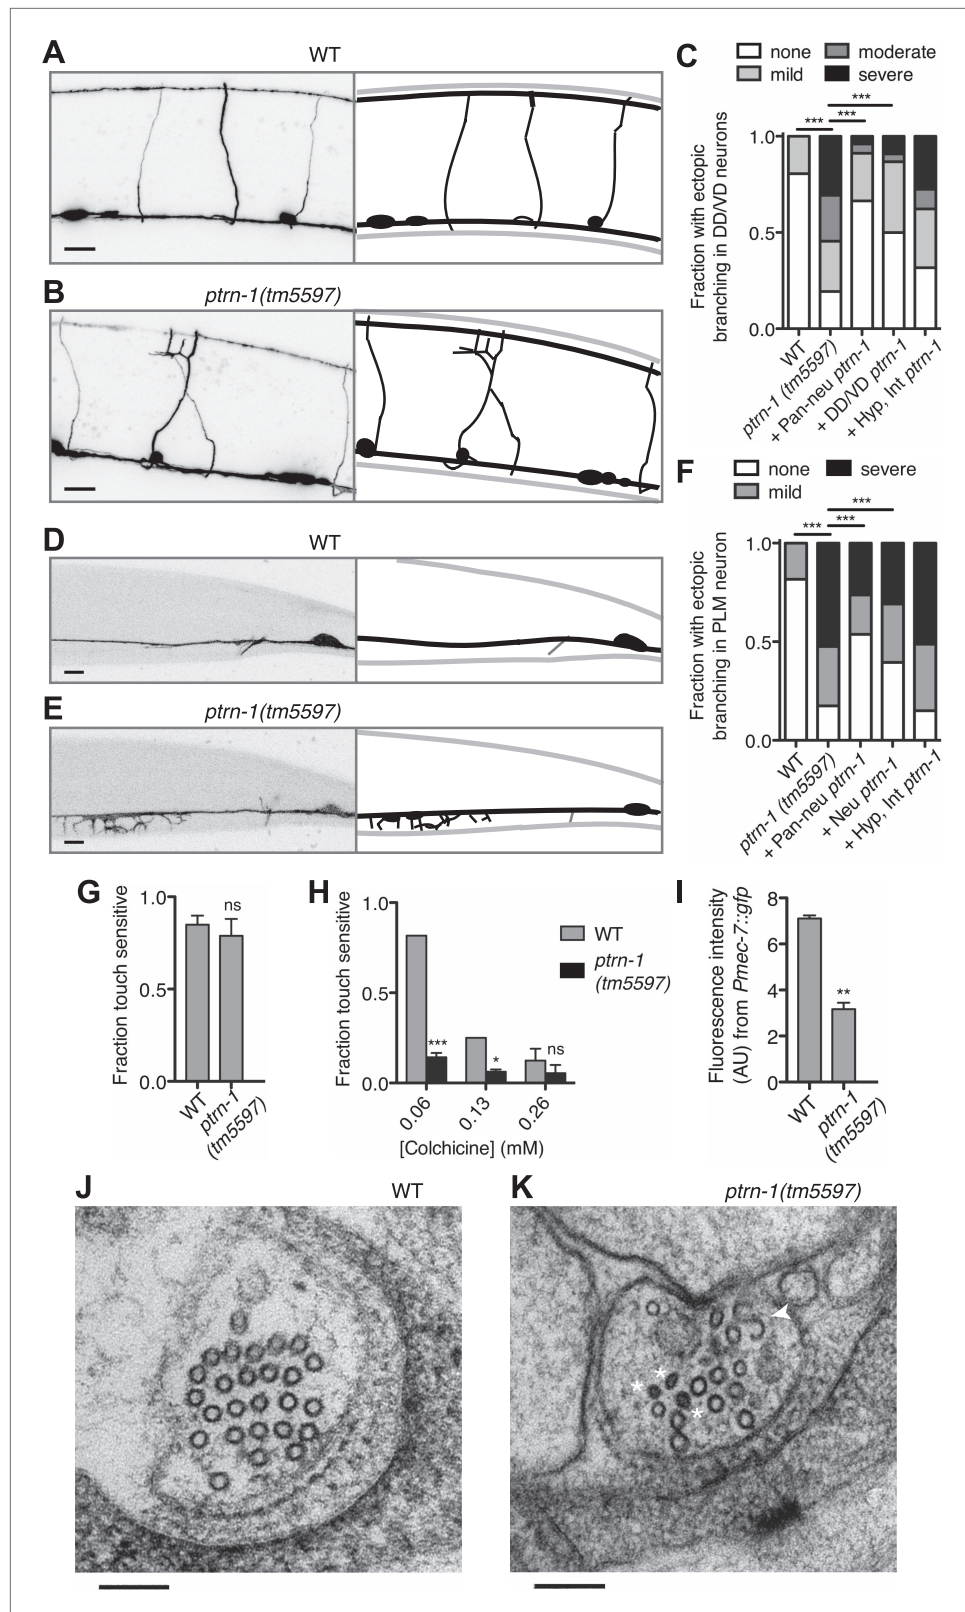 A
WT
B
ptrn-1(tm5597)
C
none
moderate
mild
severe
Fraction with ectopic
branching in DD/VD neurons
1.0
0.5
0.0
***
***
***
WT
ptrn-1 (tm5597)
+ Pan-neu ptrn-1
+ DD/VD ptrn-1
+ Hyp, Int ptrn-1
D
WT
E
ptrn-1(tm5597)
F
none
severe
mild
Fraction with ectopic
branching in PLM neuron
1.0
0.5
0.0
***
***
***
WT
ptrn-1 (tm5597)
+ Pan-neu ptrn-1
+ Neu ptrn-1
+ Hyp, Int ptrn-1
G
Fraction touch sensitive
1.0
0.5
0.0
ns
WT
ptrn-1
(tm5597)
H
Fraction touch sensitive
1.0
0.5
0.0
WT
ptrn-1
(tm5597)
***
*
ns
0.06
0.13
0.26
[Colchicine] (mM)
I
Fluorescence intensity
(AU) from Pmec-7::gfp
8
6
4
2
0
**
WT
ptrn-1
(tm5597)
J
WT
K
ptrn-1(tm5597)
*
*
*